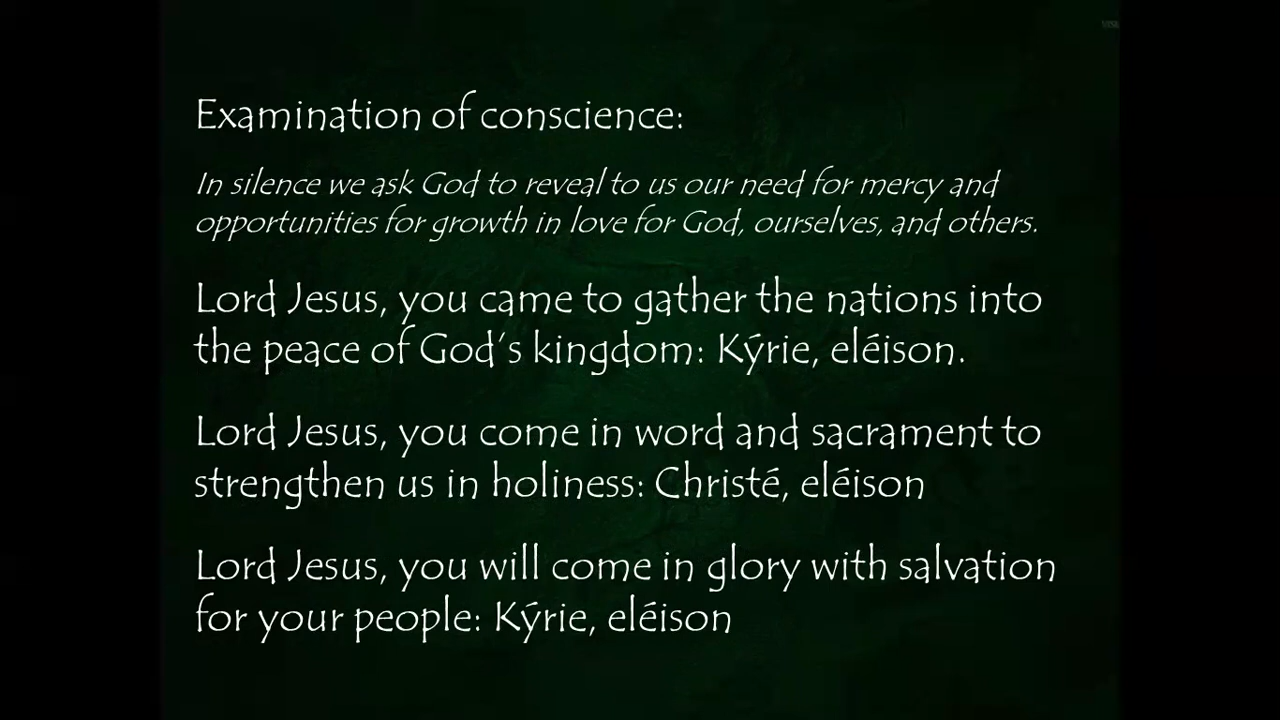 Examination of conscience:
In silence we ask God to reveal to us our need for mercy and
opportunities for growth in love for God, ourselves, and others.
Lord Jesus, you came to gather the nations into
the peace of God's kingdom: Kýrie, eléison.
Lord Jesus, you come in word and sacrament to
strengthen us in holiness: Christé, eléison
Lord Jesus, you will come in glory with salvation
for your people: Kýrie, eléison